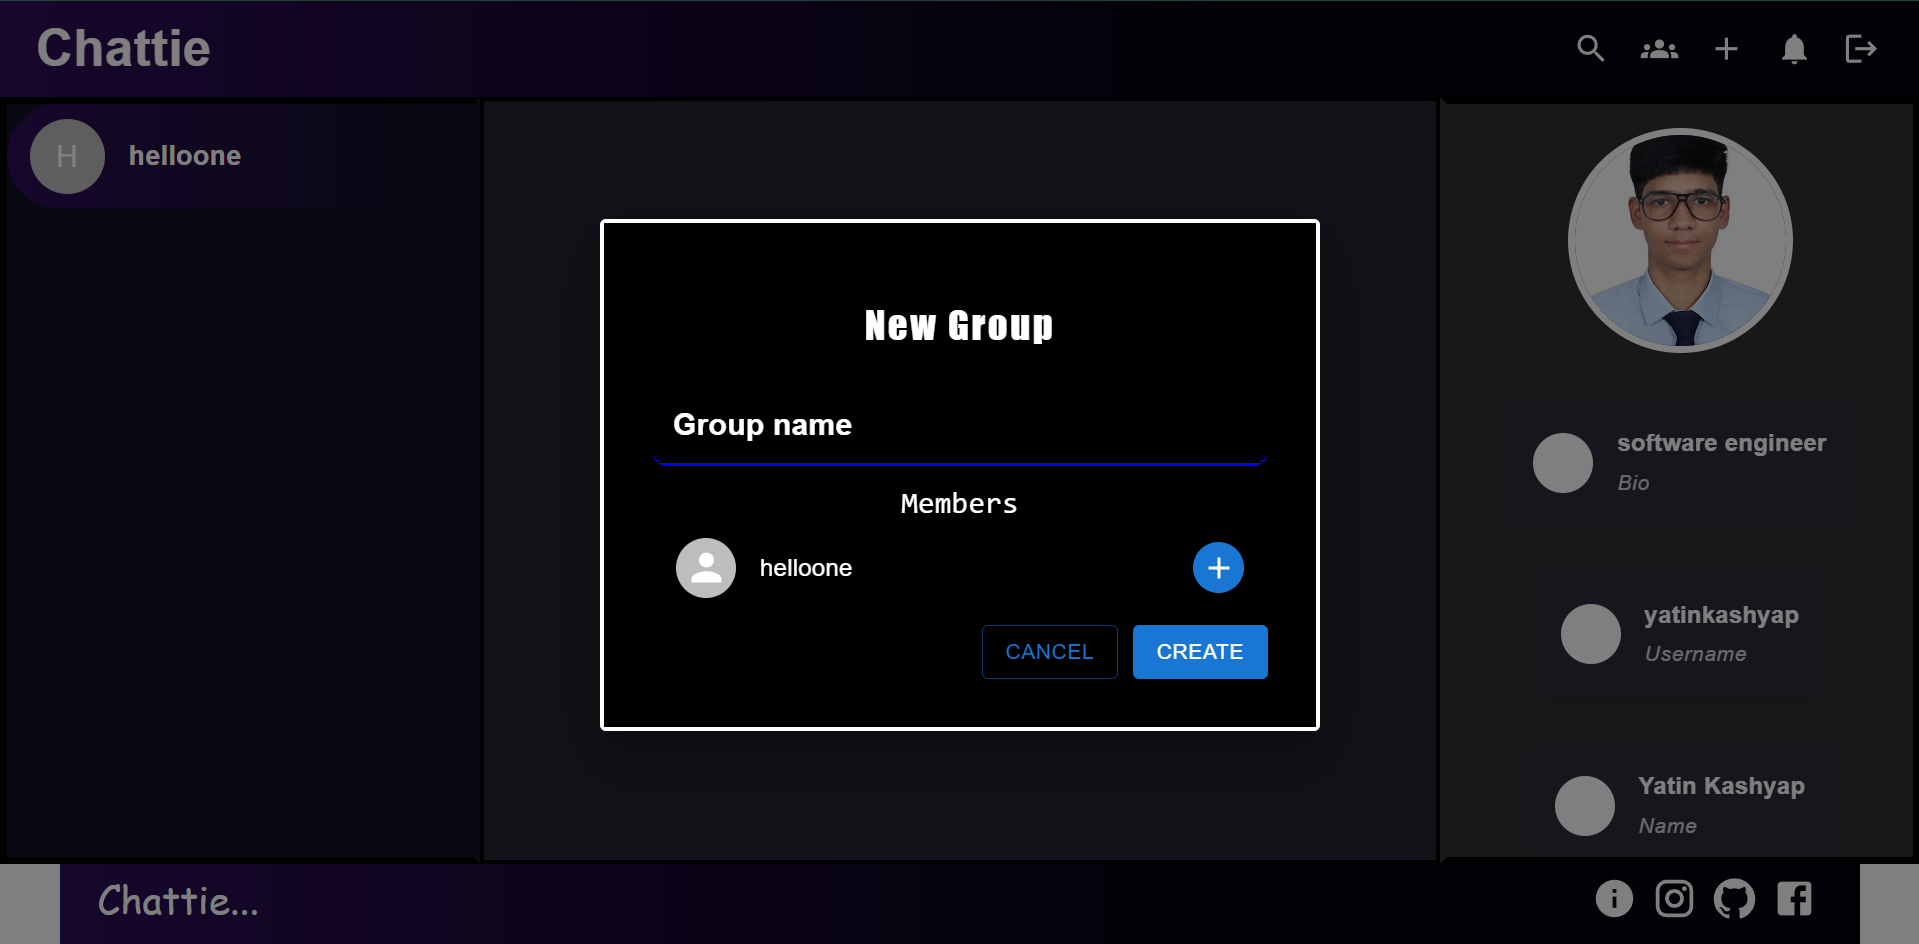 Chattie
H
helloone
New Group
Group name
Members
helloone
CANCEL
CREATE
software engineer
Bio
yatinkashyap
Username
Yatin Kashyap
Name
Chattie...